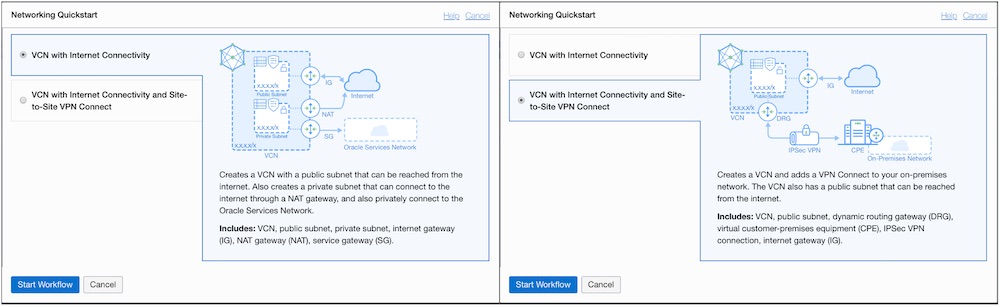 Networking Quickstart
Help Cancel
VCN with Internet Connectivity
VCN with Internet Connectivity and Site-
to-Site VPN Connect
X.X.X.X/x
Public Subnet
IG
Internet
X.X.X.X/x
Private Subnet
NAT
SG
X.X.X.X/x
VCN
Oracle Services Network
Creates a VCN with a public subnet that can be reached from the
internet. Also creates a private subnet that can connect to the
internet through a NAT gateway, and also privately connect to the
Oracle Services Network.
Includes: VCN, public subnet, private subnet, internet gateway
(IG), NAT gateway (NAT), service gateway (SG).
Start Workflow
Cancel
Networking Quickstart
Help Cancel
VCN with Internet Connectivity
VCN with Internet Connectivity and Site-
to-Site VPN Connect
X.X.X.X/x
Public Subnet
IG
Internet
X.X.X.X/x
VCN
DRG
IPSec VPN
CPE
On-Premises Network
Creates a VCN and adds a VPN Connect to your on-premises
network. The VCN also has a public subnet that can be reached
from the internet.
Includes: VCN, public subnet, dynamic routing gateway (DRG),
virtual customer-premises equipment (CPE), IPSec VPN
connection, internet gateway (IG).
Start Workflow
Cancel